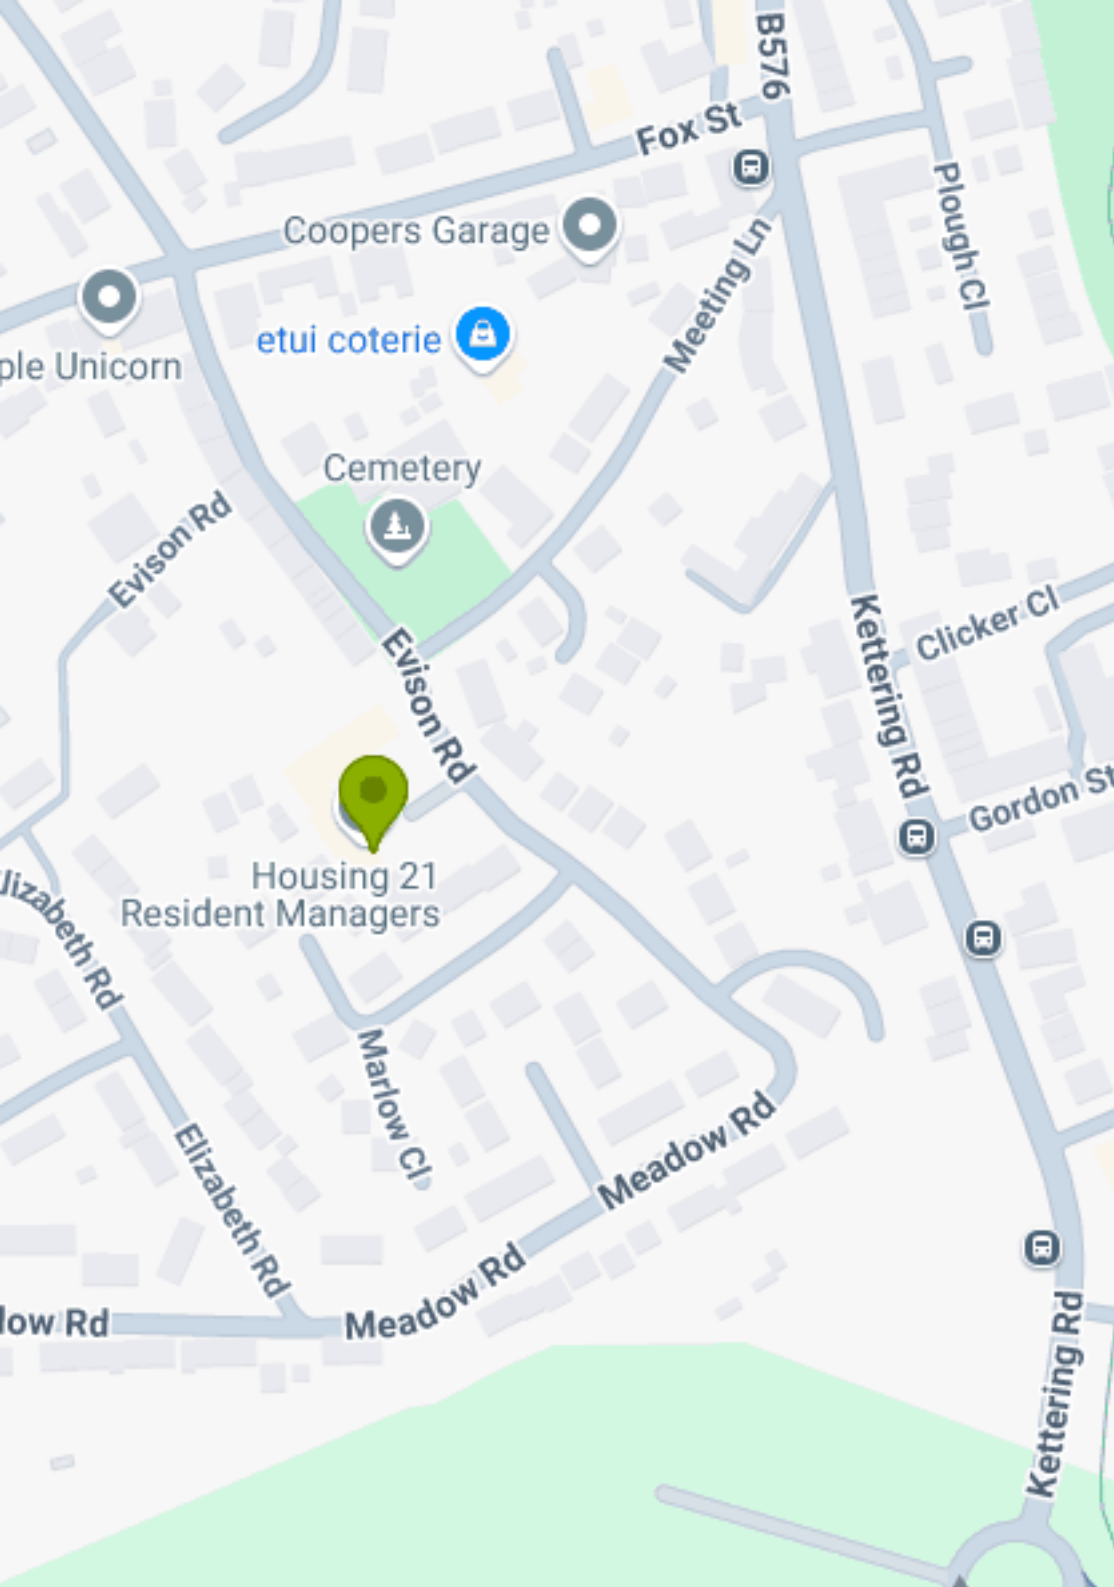 B576
Fox St
Plough Cl
Coopers Garage
Meeting Ln
etui coterie
ple Unicorn
Cemetery
Evison Rd
Clicker Cl
Evison Rd
Kettering Rd
Gordon St
Housing 21
Resident Managers
lizabeth Rd
Marlow Cl
Meadow Rd
Elizabeth Rd
Meadow Rd
low Rd
Kettering Rd